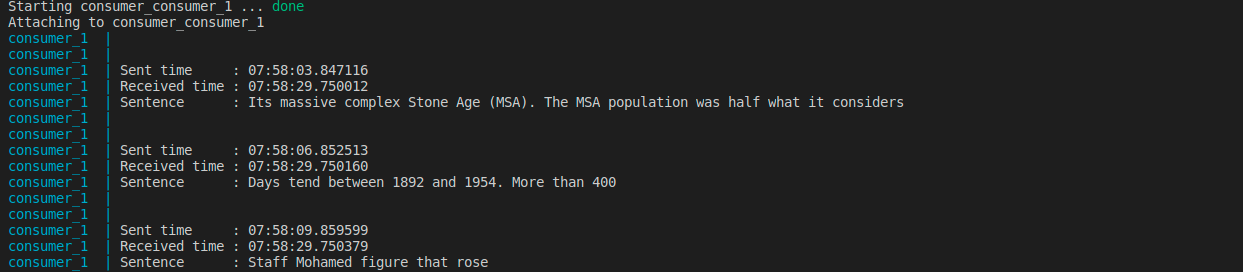 Starting consumer_consumer_1 ... done
Attaching to consumer_consumer_1
consumer_1  |
consumer_1  |
consumer_1  | Sent time     : 07:58:03.847116
consumer_1  | Received time : 07:58:29.750012
consumer_1  | Sentence      : Its massive complex Stone Age (MSA). The MSA population was half what it considers
consumer_1  |
consumer_1  |
consumer_1  | Sent time     : 07:58:06.852513
consumer_1  | Received time : 07:58:29.750160
consumer_1  | Sentence      : Days tend between 1892 and 1954. More than 400
consumer_1  |
consumer_1  |
consumer_1  | Sent time     : 07:58:09.859599
consumer_1  | Received time : 07:58:29.750379
consumer_1  | Sentence      : Staff Mohamed figure that rose